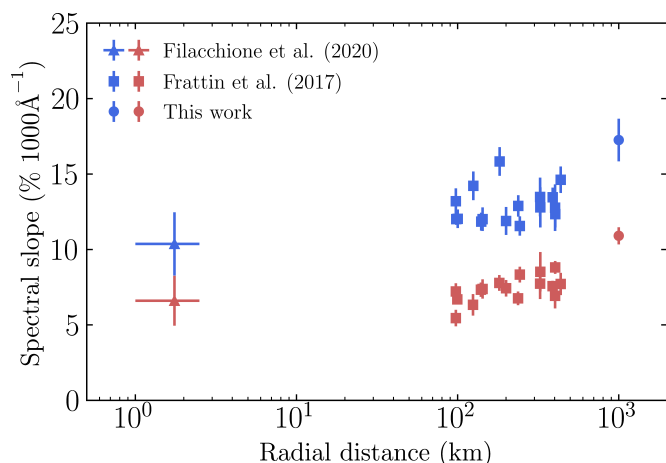 25
20
15
10
5
0
Spectral slope (% 1000Å⁻¹)
Filacchione et al. (2020)
Frattin et al. (2017)
This work
10⁰ 10¹ 10² 10³
Radial distance (km)